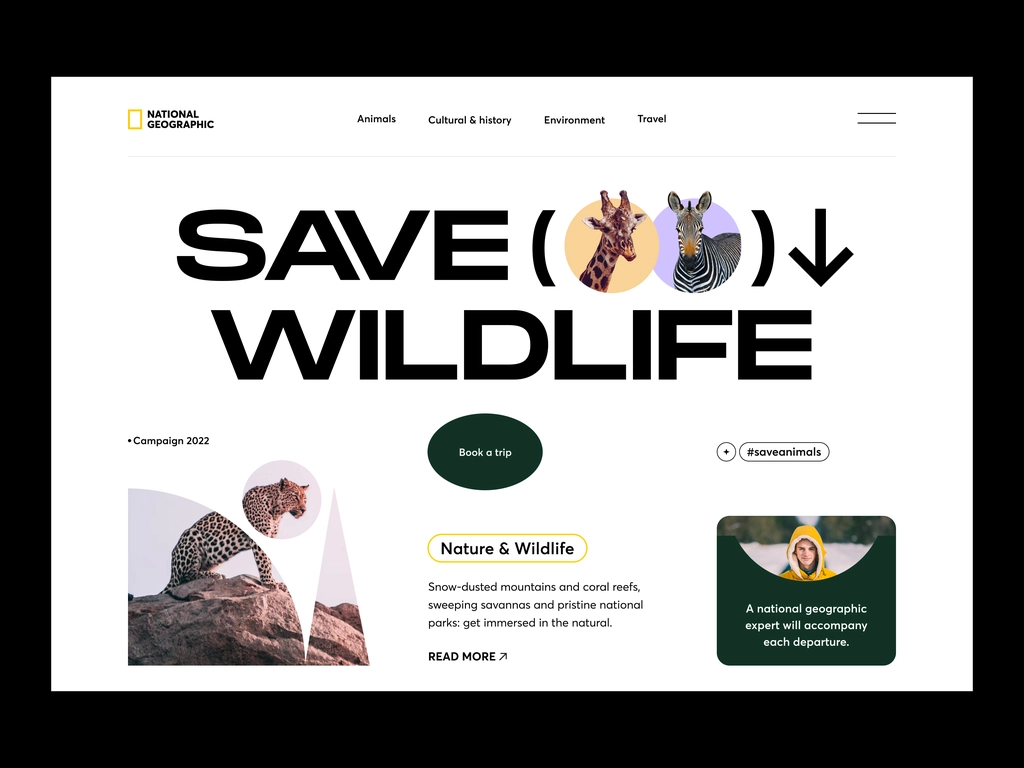 NATIONAL
GEOGRAPHIC
Animals
Cultural & history
Environment
Travel
SAVE ( ) ↓
WILDLIFE
• Campaign 2022
Book a trip
+ #saveanimals
Nature & Wildlife
Snow-dusted mountains and coral reefs,
sweeping savannas and pristine national
parks: get immersed in the natural.
READ MORE ↗
A national geographic
expert will accompany
each departure.